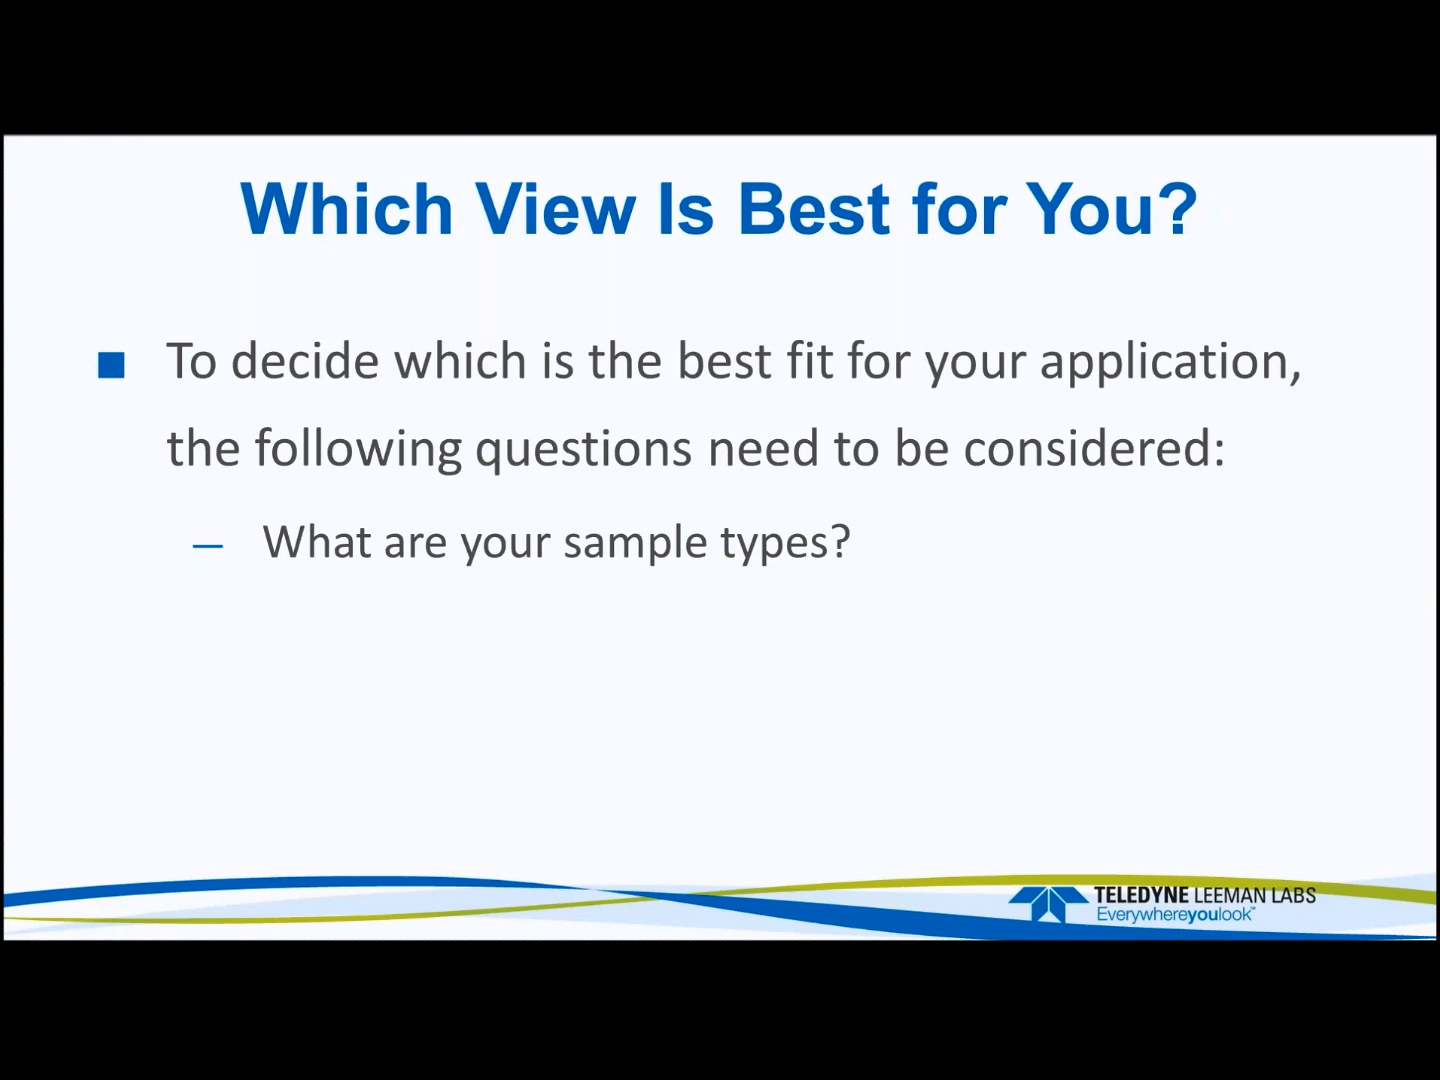 Which View Is Best for You?
■ To decide which is the best fit for your application,
the following questions need to be considered:
– What are your sample types?
TELEDYNE LEEMAN LABS
Everywhereyoulook™